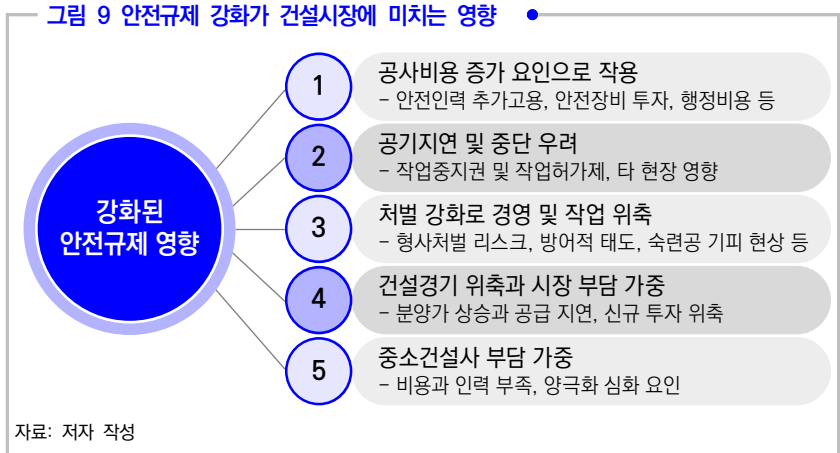 그림 9 안전규제 강화가 건설시장에 미치는 영향
강화된
안전규제 영향
1
공사비용 증가 요인으로 작용
- 안전인력 추가고용, 안전장비 투자, 행정비용 등
2
공기지연 및 중단 우려
- 작업중지권 및 작업허가제, 타 현장 영향
3
처벌 강화로 경영 및 작업 위축
- 형사처벌 리스크, 방어적 태도, 숙련공 기피 현상 등
4
건설경기 위축과 시장 부담 가중
- 분양가 상승과 공급 지연, 신규 투자 위축
5
중소건설사 부담 가중
- 비용과 인력 부족, 양극화 심화 요인
자료: 저자 작성